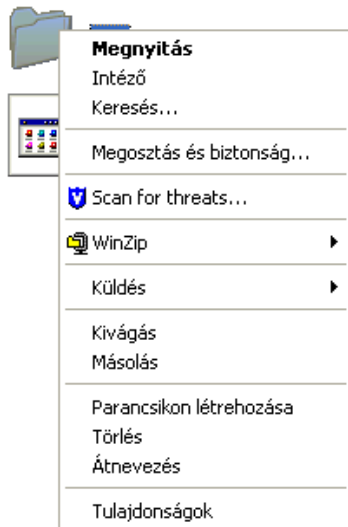 Megnyitás
Intéző
Keresés...
Megosztás és biztonság...
Scan for threats...
WinZip
Küldés
Kivágás
Másolás
Parancsikon létrehozása
Törlés
Átnevezés
Tulajdonságok